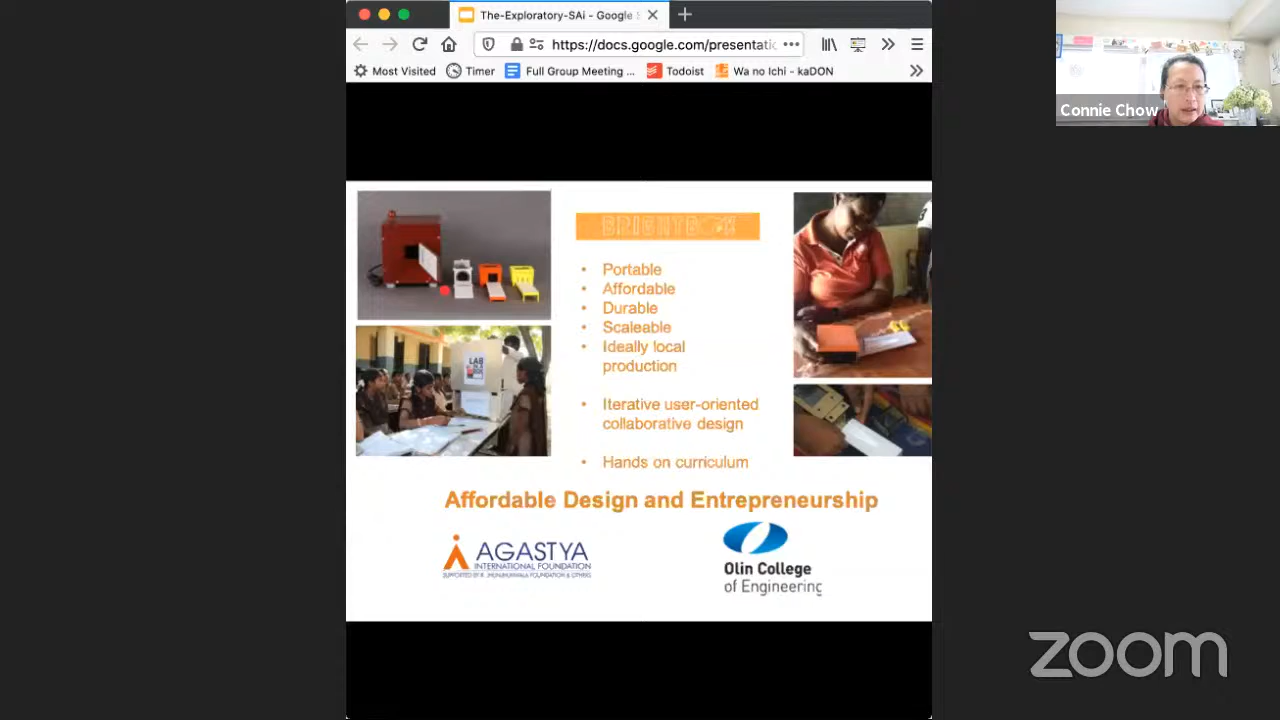 The-Exploratory-SAi - Google
https://docs.google.com/presentatic
Most Visited
Timer
Full Group Meeting ...
Todoist
Wa no Ichi - kaDON
Connie Chow
LAB
• Portable
• Affordable
• Durable
• Scaleable
• Ideally local
production
• Iterative user-oriented
collaborative design
• Hands on curriculum
Affordable Design and Entrepreneurship
AGASTYA
INTERNATIONAL FOUNDATION
Olin College
of Engineering
zoom